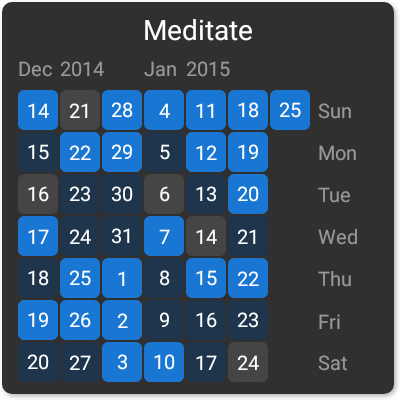 Meditate
Dec 2014 Jan 2015
14 21 28 4 11 18 25 Sun
15 22 29 5 12 19 Mon
16 23 30 6 13 20 Tue
17 24 31 7 14 21 Wed
18 25 1 8 15 22 Thu
19 26 2 9 16 23 Fri
20 27 3 10 17 24 Sat